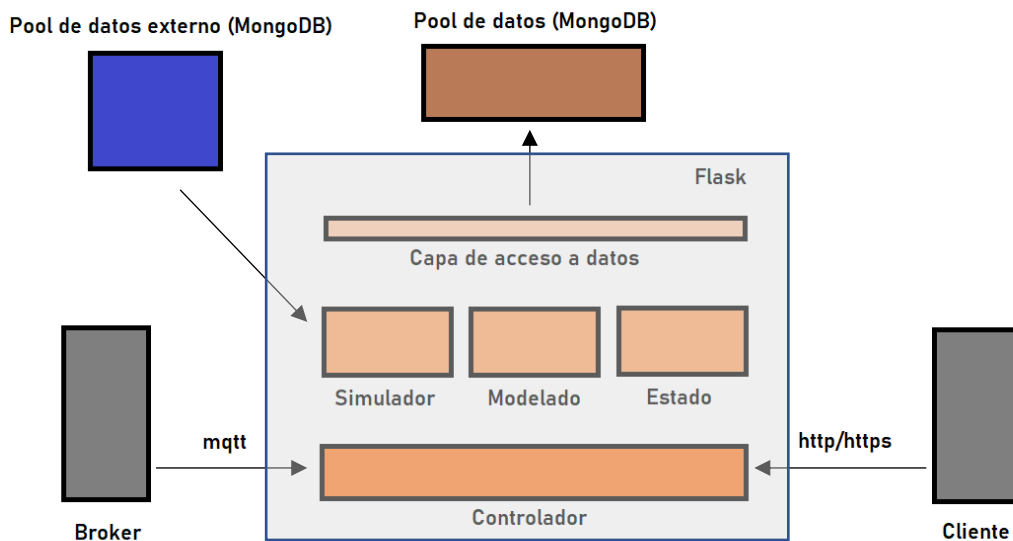 Pool de datos externo (MongoDB)
Pool de datos (MongoDB)
Flask
Capa de acceso a datos
Simulador
Modelado
Estado
mqtt
http/https
Controlador
Broker
Cliente